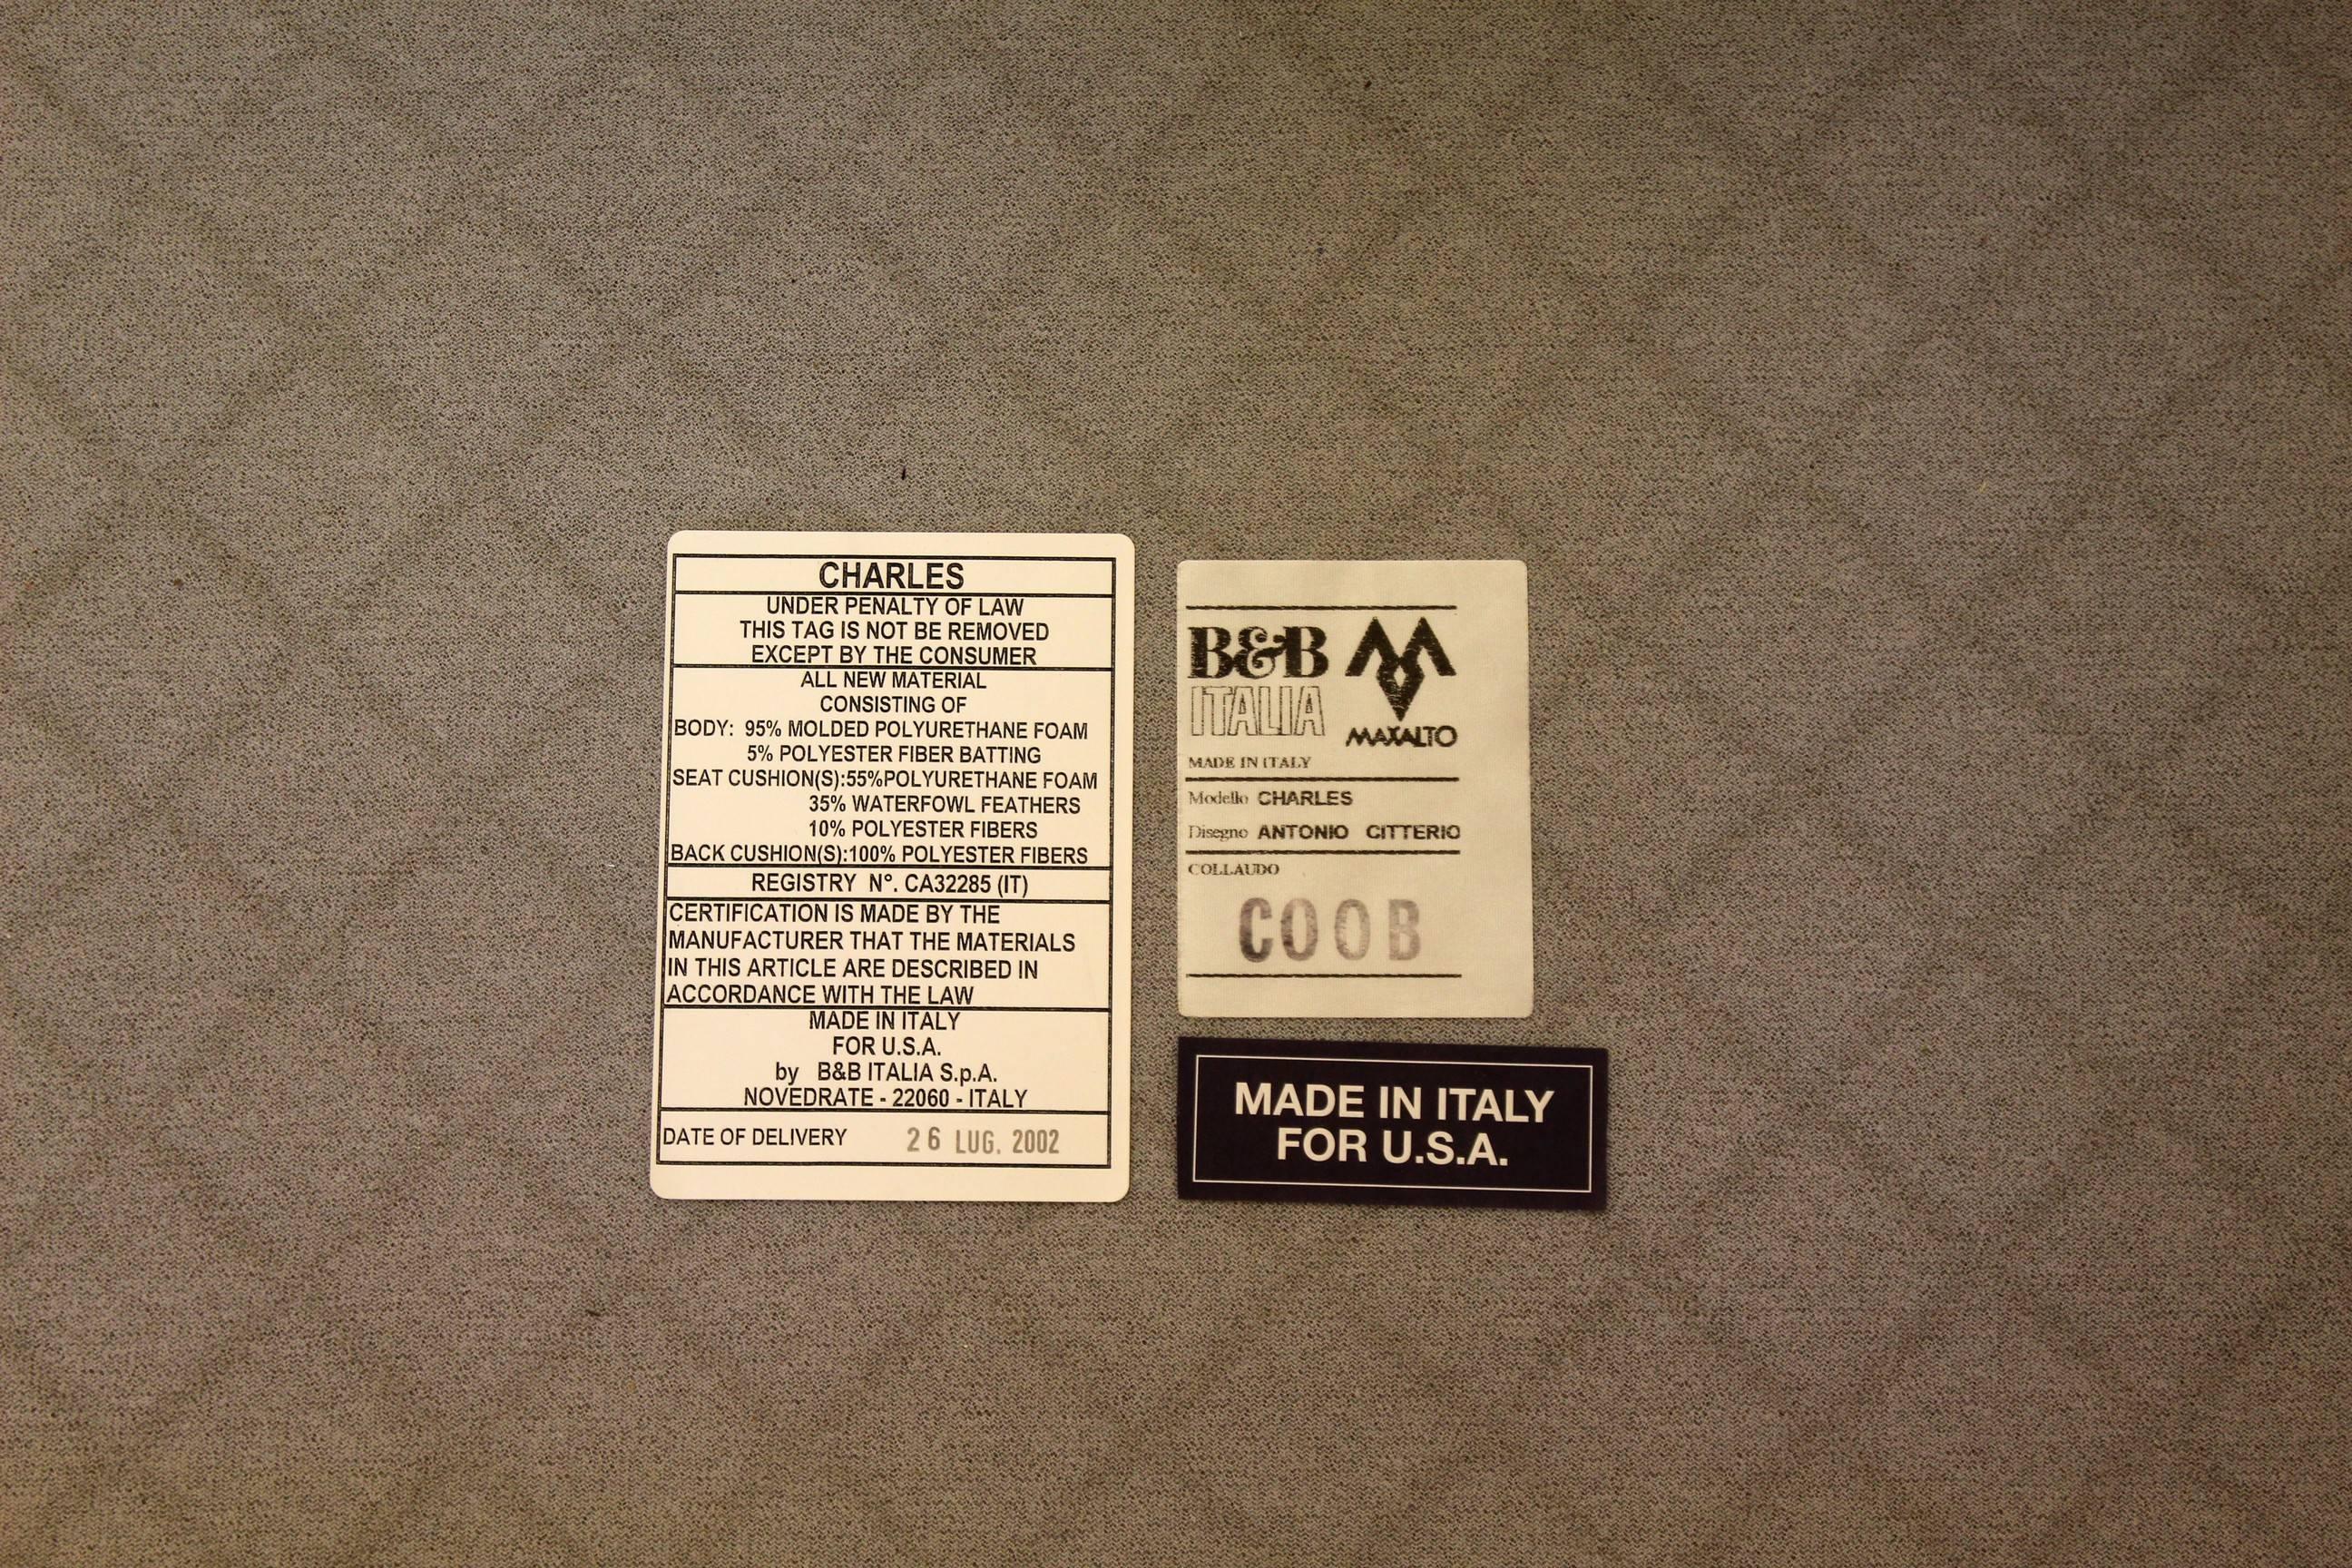 CHARLES
UNDER PENALTY OF LAW
THIS TAG IS NOT BE REMOVED
EXCEPT BY THE CONSUMER
ALL NEW MATERIAL
CONSISTING OF
BODY: 95% MOLDED POLYURETHANE FOAM
5% POLYESTER FIBER BATTING
SEAT CUSHION(S):55%POLYURETHANE FOAM
35% WATERFOWL FEATHERS
10% POLYESTER FIBERS
BACK CUSHION(S):100% POLYESTER FIBERS
REGISTRY N°. CA32285 (IT)
CERTIFICATION IS MADE BY THE
MANUFACTURER THAT THE MATERIALS
IN THIS ARTICLE ARE DESCRIBED IN
ACCORDANCE WITH THE LAW
MADE IN ITALY
FOR U.S.A.
by B&B ITALIA S.p.A.
NOVEDRATE - 22060 - ITALY
DATE OF DELIVERY 26 LUG. 2002
B&B
ITALIA
MAXALTO
MADE IN ITALY
Modello CHARLES
Disegno ANTONIO CITTERIO
COLLAUDO
COOB
MADE IN ITALY
FOR U.S.A.